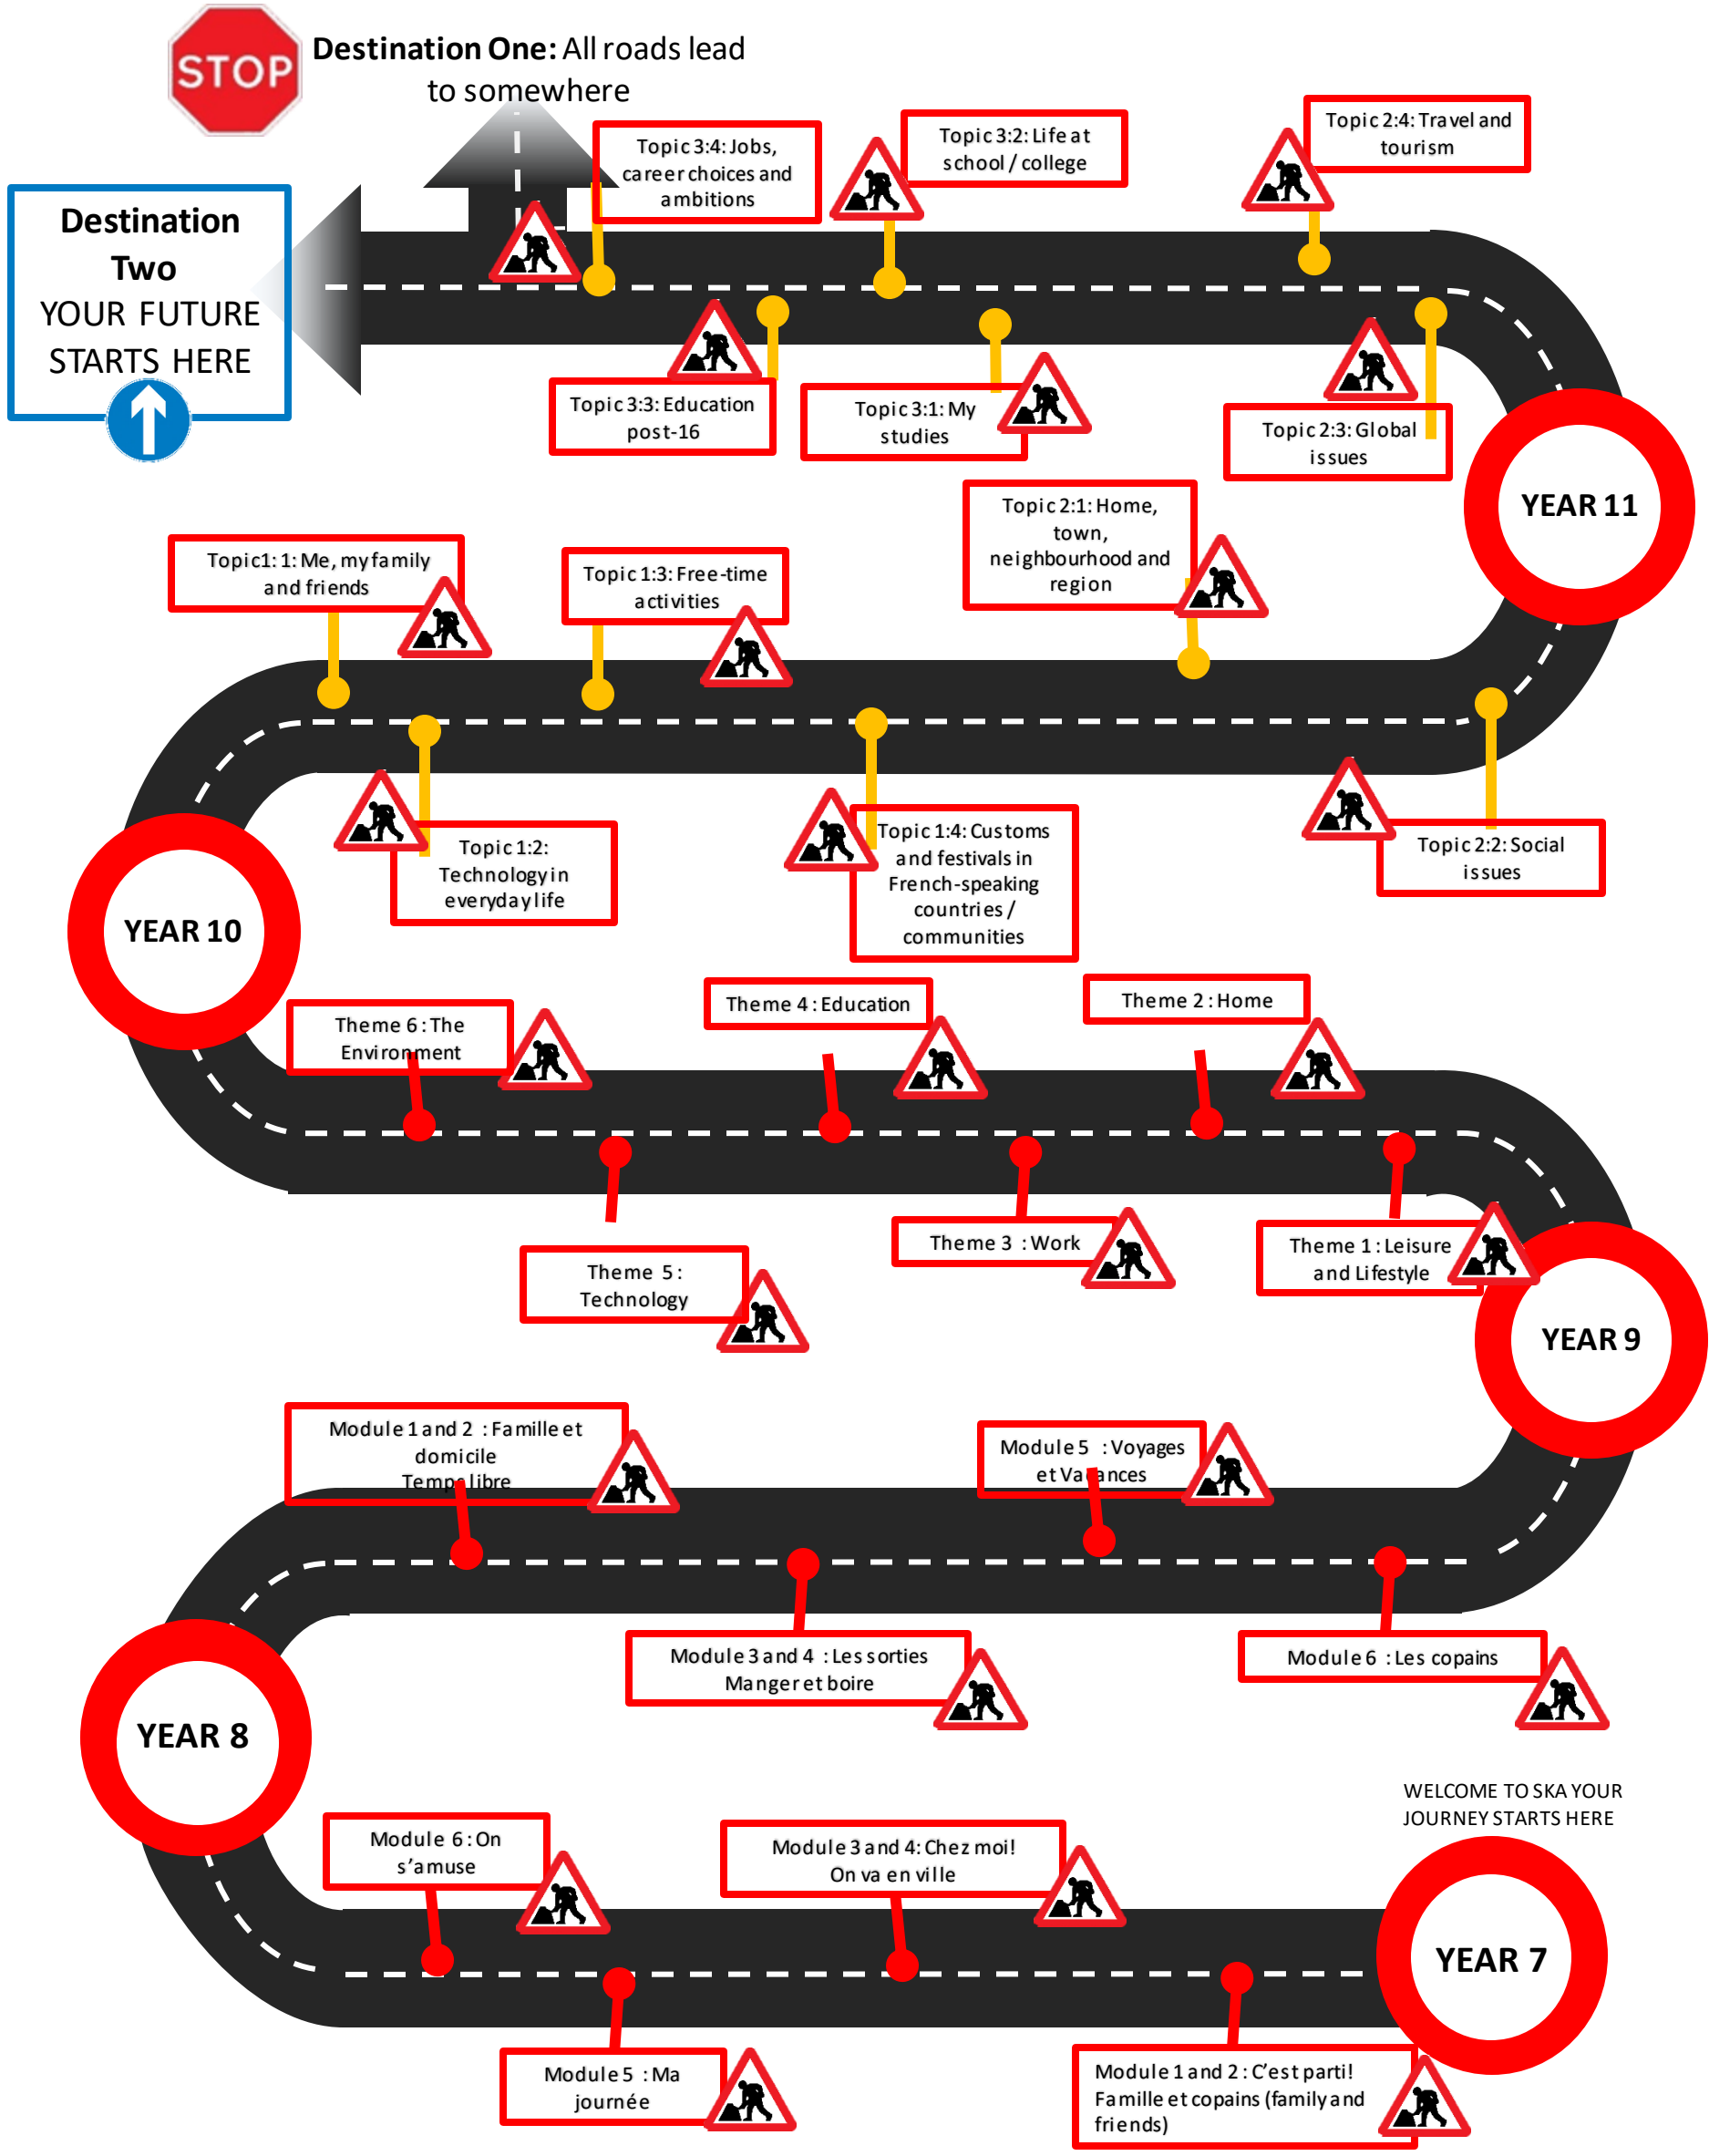 STOP
Destination One: All roads lead
to somewhere
Topic 3:4: Jobs,
career choices and
ambitions
Topic 3:2: Life at
school / college
Topic 2:4: Travel and
tourism
Destination
Two
YOUR FUTURE
STARTS HERE
Topic 3:3: Education
post-16
Topic 3:1: My
studies
Topic 2:3: Global
issues
YEAR 11
Topic1: 1: Me, my family
and friends
Topic 1:3: Free-time
activities
Topic 2:1: Home,
town,
neighbourhood and
region
Topic 1:2:
Technology in
everyday life
Topic 1:4: Customs
and festivals in
French-speaking
countries /
communities
Topic 2:2: Social
issues
YEAR 10
Theme 6 : The
Environment
Theme 4 : Education
Theme 2 : Home
Theme 5 :
Technology
Theme 3 : Work
Theme 1 : Leisure
and Lifestyle
YEAR 9
Module 1 and 2 : Famille et
domicile
Temps libre
Module 5 : Voyages
et Vacances
Module 3 and 4 : Les sorties
Manger et boire
Module 6 : Les copains
YEAR 8
WELCOME TO SKA YOUR
JOURNEY STARTS HERE
Module 6 : On
s'amuse
Module 3 and 4: Chez moi!
On va en ville
YEAR 7
Module 5 : Ma
journée
Module 1 and 2 : C'est parti!
Famille et copains (family and
friends)